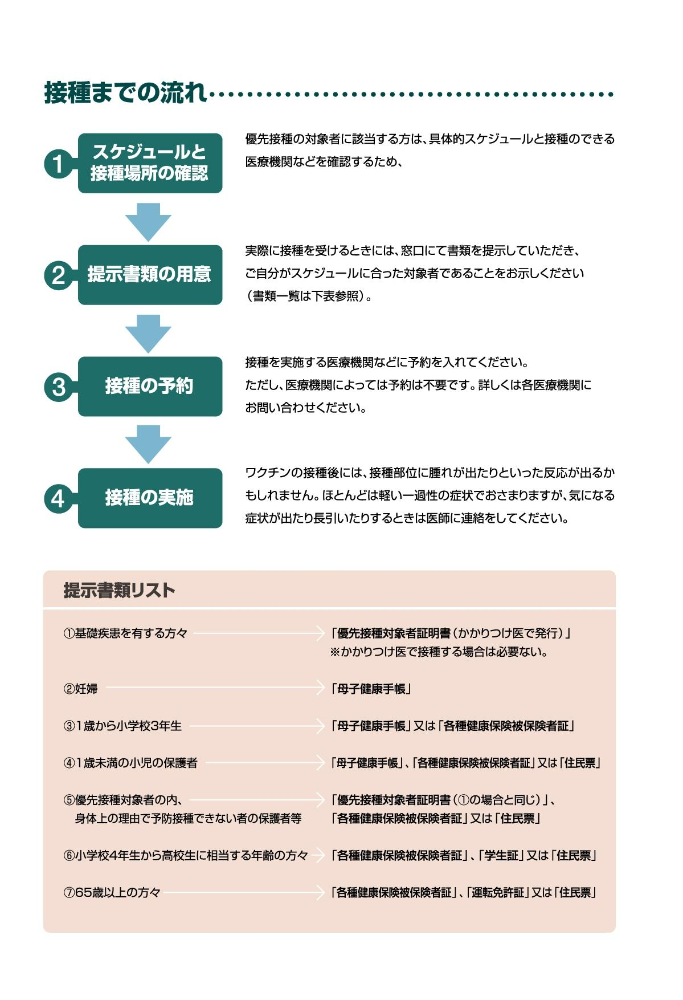 接種までの流れ
1
スケジュールと
接種場所の確認
優先接種の対象者に該当する方は、具体的スケジュールと接種のできる
医療機関などを確認するため、
2
提示書類の用意
実際に接種を受けるときには、窓口にて書類を提示していただき、
ご自分がスケジュールに合った対象者であることをお示しください
（書類一覧は下表参照）。
3
接種の予約
接種を実施する医療機関などに予約を入れてください。
ただし、医療機関によっては予約は不要です。詳しくは各医療機関に
お問い合わせください。
4
接種の実施
ワクチンの接種後には、接種部位に腫れが出たりといった反応が出るか
もしれません。ほとんどは軽い一過性の症状でおさまりますが、気になる
症状が出たり長引いたりするときは医師に連絡をしてください。
提示書類リスト
①基礎疾患を有する方々
「優先接種対象者証明書（かかりつけ医で発行）」
※かかりつけ医で接種する場合は必要ない。
②妊婦
「母子健康手帳」
③1歳から小学校3年生
「母子健康手帳」又は「各種健康保険被保険者証」
④1歳未満の小児の保護者
「母子健康手帳」、「各種健康保険被保険者証」又は「住民票」
⑤優先接種対象者の内、
身体上の理由で予防接種できない者の保護者等
「優先接種対象者証明書（①の場合と同じ）」、
「各種健康保険被保険者証」又は「住民票」
⑥小学校4年生から高校生に相当する年齢の方々
「各種健康保険被保険者証」、「学生証」又は「住民票」
⑦65歳以上の方々
「各種健康保険被保険者証」、「運転免許証」又は「住民票」